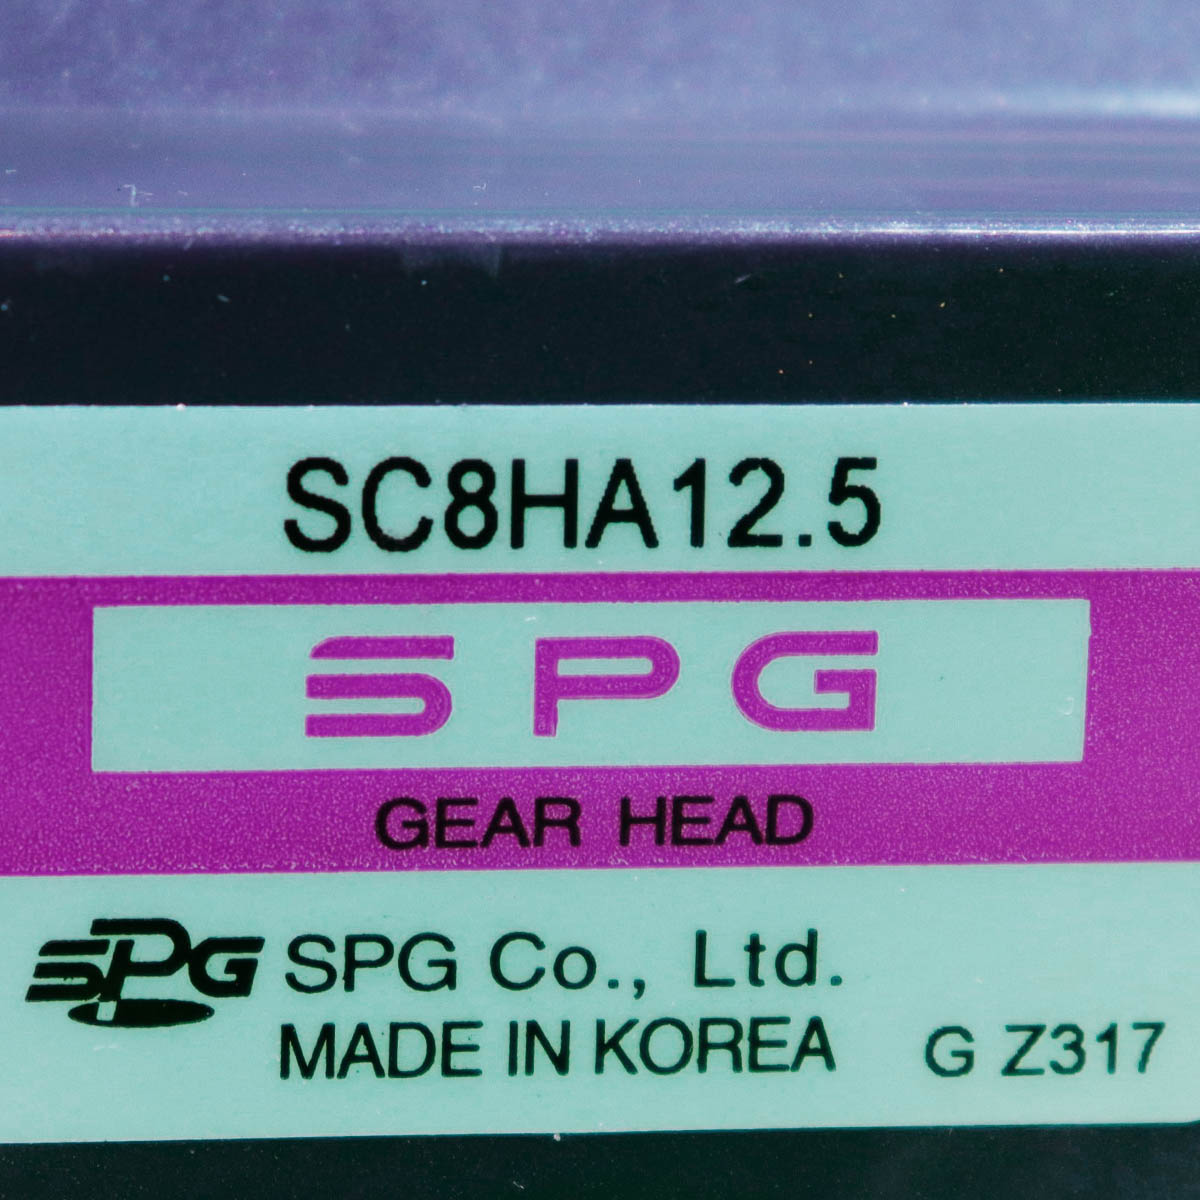 SC8HA12.5
SPG
GEAR HEAD
SPG SPG Co., Ltd.
MADE IN KOREA G Z317